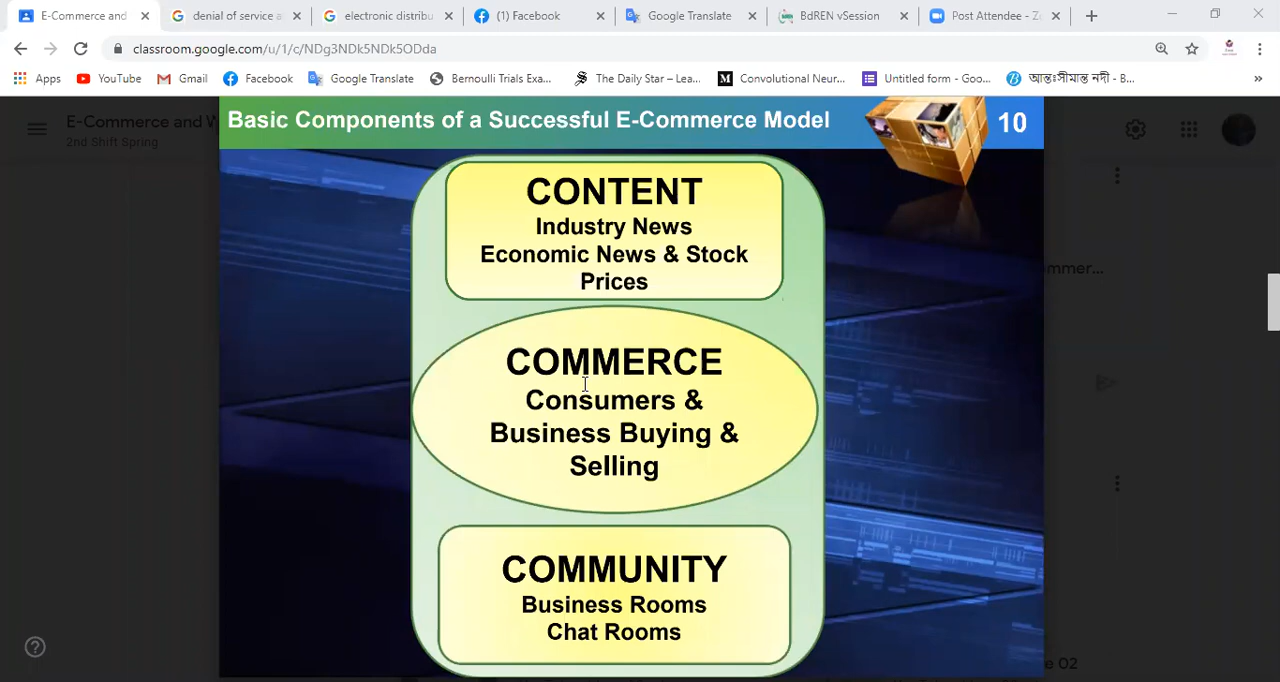 E-Commerce and
denial of service a
electronic distribu
(1) Facebook
Google Translate
BdREN vSession
Post Attendee - Z
classroom.google.com/u/1/c/NDg3NDk5NDk5ODda
Apps
YouTube
Gmail
Facebook
Google Translate
Bernoulli Trials Exa...
The Daily Star – Lea...
Convolutional Neur...
Untitled form - Goo...
আন্তঃসীমান্ত নদী - B...
»
E-Commerce and W
2nd Shift Spring
Basic Components of a Successful E-Commerce Model
10
CONTENT
Industry News
Economic News & Stock
Prices
COMMERCE
Consumers &
Business Buying &
Selling
COMMUNITY
Business Rooms
Chat Rooms
ommer...
e 02